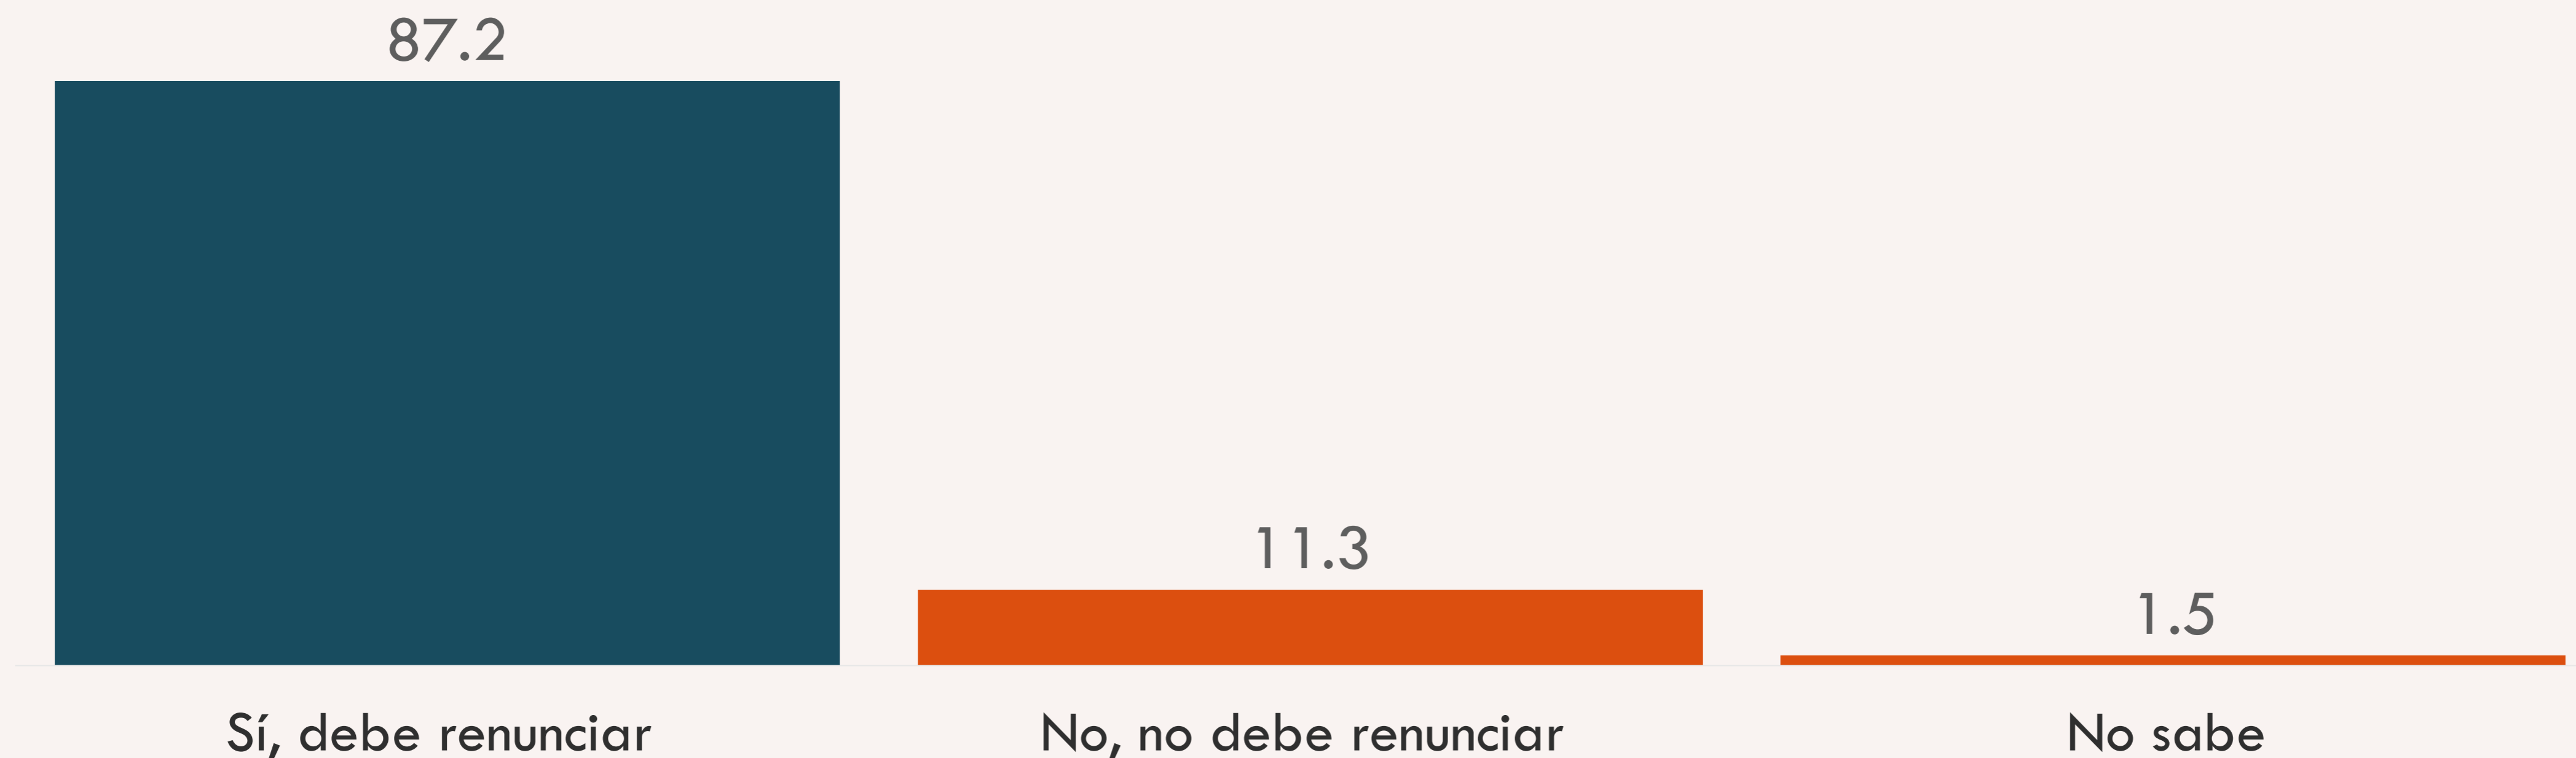 87.2
11.3
1.5
Sí, debe renunciar
No, no debe renunciar
No sabe